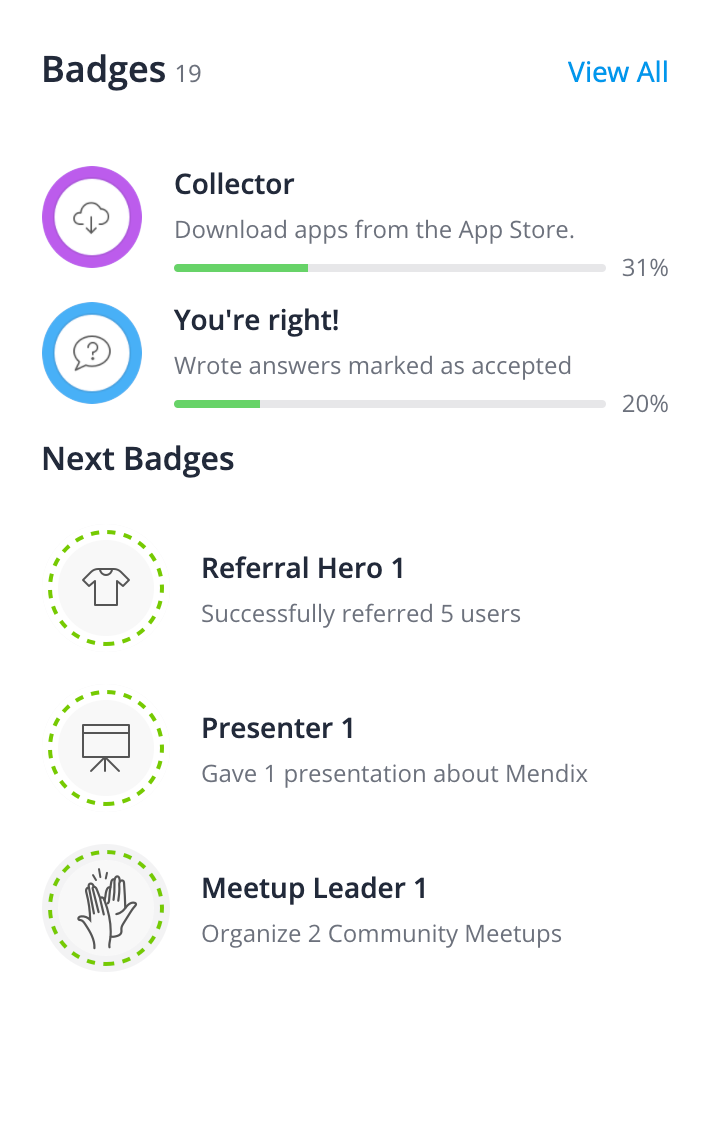 Badges 19 View All
Collector
Download apps from the App Store.
31%
You're right!
Wrote answers marked as accepted
20%
Next Badges
Referral Hero 1
Successfully referred 5 users
Presenter 1
Gave 1 presentation about Mendix
Meetup Leader 1
Organize 2 Community Meetups